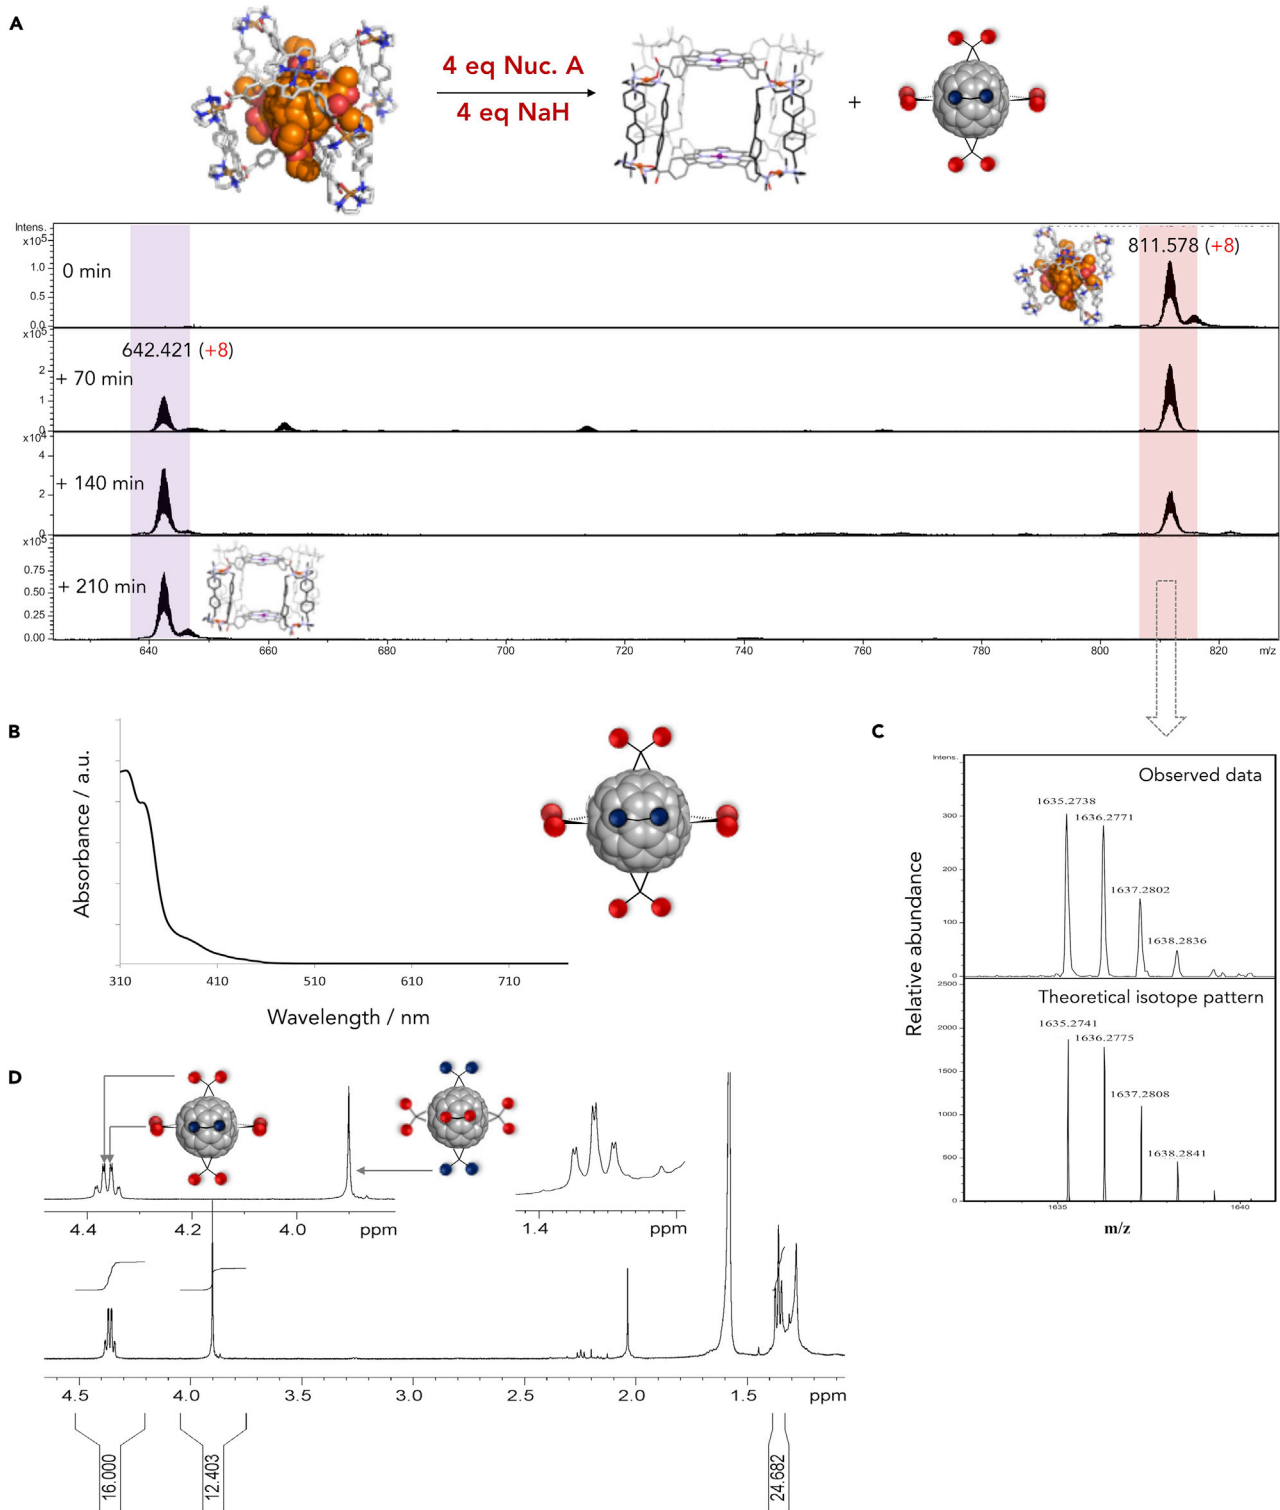 A
4 eq Nuc. A
4 eq NaH
+
Intens.
x10⁵
1.0
0.5
0.0
0 min
811.578 (+8)
x10⁵
2
1
0
642.421 (+8)
+ 70 min
x10⁴
4
2
0
+ 140 min
x10⁵
0.75
0.50
0.25
0.00
+ 210 min
640 660 680 700 720 740 760 780 800 820 m/z
B
Absorbance / a.u.
310 410 510 610 710
Wavelength / nm
C
Intens.
Observed data
1635.2738
1636.2771
1637.2802
1638.2836
300
200
100
0
Relative abundance
2500
2000
1500
1000
500
0
Theoretical isotope pattern
1635.2741
1636.2775
1637.2808
1638.2841
1635 1640
m/z
D
4.4 4.2 4.0 ppm
1.4 ppm
4.5 4.0 3.5 3.0 2.5 2.0 1.5 ppm
16.000
12.403
24.682